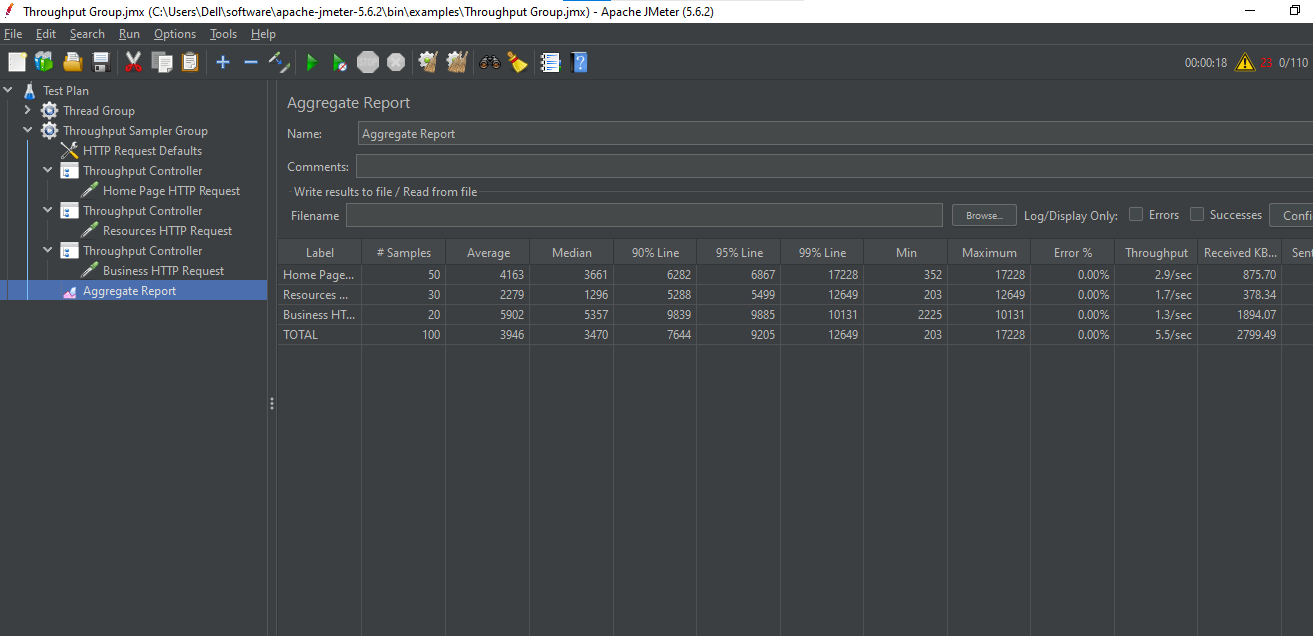 Throughput Group.jmx (C:\Users\Dell\software\apache-jmeter-5.6.2\bin\examples\Throughput Group.jmx) - Apache JMeter (5.6.2)
File Edit Search Run Options Tools Help
STOP
00:00:18 23 0/110
Test Plan
Thread Group
Throughput Sampler Group
HTTP Request Defaults
Throughput Controller
Home Page HTTP Request
Throughput Controller
Resources HTTP Request
Throughput Controller
Business HTTP Request
Aggregate Report
Aggregate Report
Name: Aggregate Report
Comments:
Write results to file / Read from file
Filename Browse... Log/Display Only: Errors Successes Confi
Label # Samples Average Median 90% Line 95% Line 99% Line Min Maximum Error % Throughput Received KB... Sent
Home Page... 50 4163 3661 6282 6867 17228 352 17228 0.00% 2.9/sec 875.70
Resources ... 30 2279 1296 5288 5499 12649 203 12649 0.00% 1.7/sec 378.34
Business HT... 20 5902 5357 9839 9885 10131 2225 10131 0.00% 1.3/sec 1894.07
TOTAL 100 3946 3470 7644 9205 12649 203 17228 0.00% 5.5/sec 2799.49